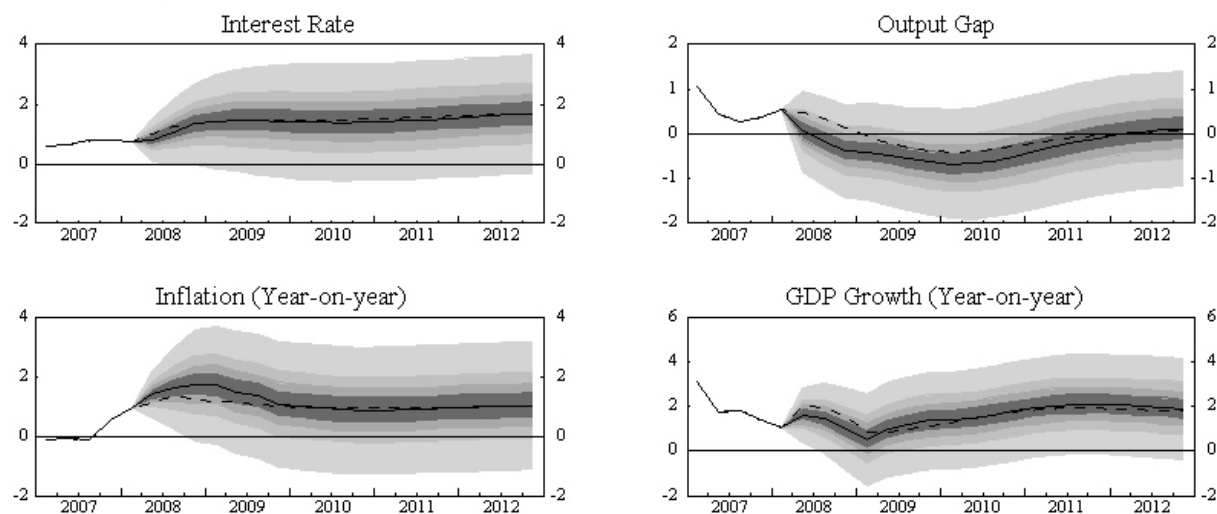 Interest Rate
4 4
2 2
0 0
-2 -2
2007 2008 2009 2010 2011 2012
Output Gap
2 2
1 1
0 0
-1 -1
-2 -2
2007 2008 2009 2010 2011 2012
Inflation (Year-on-year)
4 4
2 2
0 0
-2 -2
2007 2008 2009 2010 2011 2012
GDP Growth (Year-on-year)
6 6
4 4
2 2
0 0
-2 -2
2007 2008 2009 2010 2011 2012